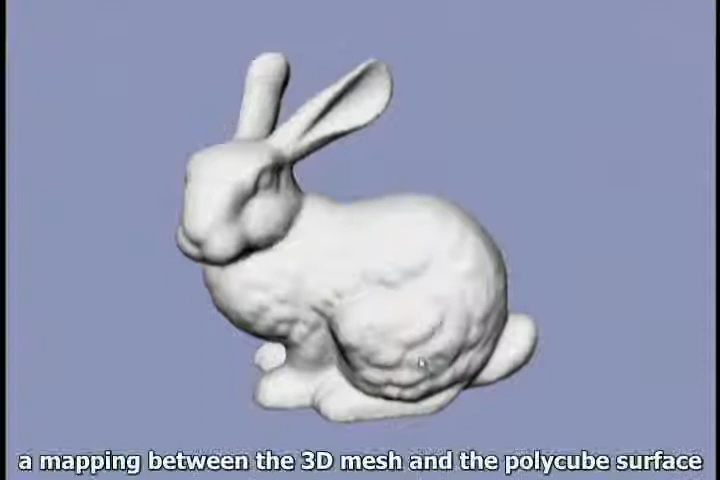 a mapping between the 3D mesh and the polycube surface